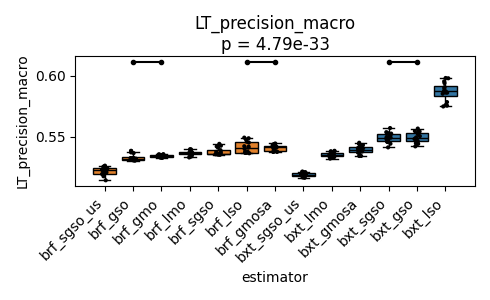 LT_precision_macro
p = 4.79e-33
LT_precision_macro
0.60
0.55
brf_sgso_us
brf_gso
brf_gmo
brf_lmo
brf_sgso
brf_lso
brf_gmosa
bxt_sgso_us
bxt_lmo
bxt_gmosa
bxt_sgso
bxt_gso
bxt_lso
estimator